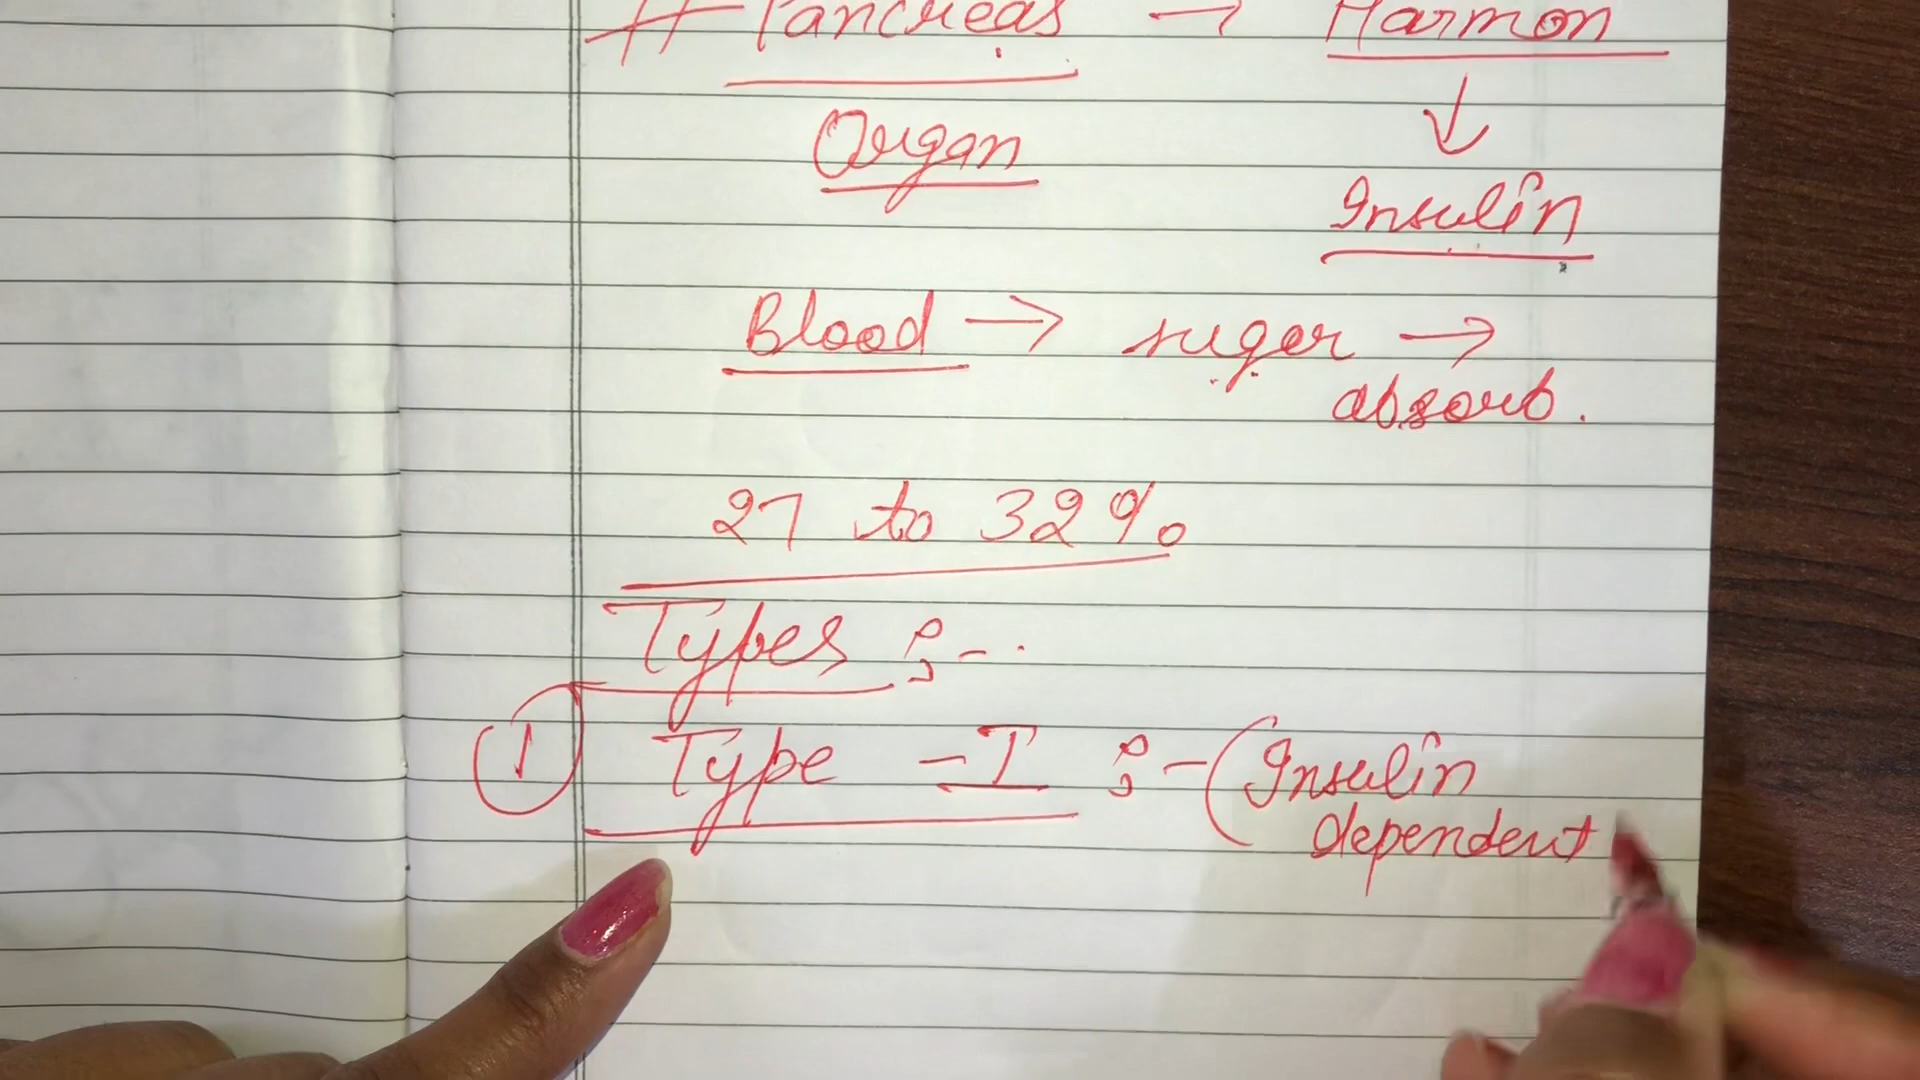 # Pancreas → Harmon
Organ
Insulin
Blood → suger →
absorb.
27 to 32%
Types :-
1 Type - I :- (Insulin
dependent